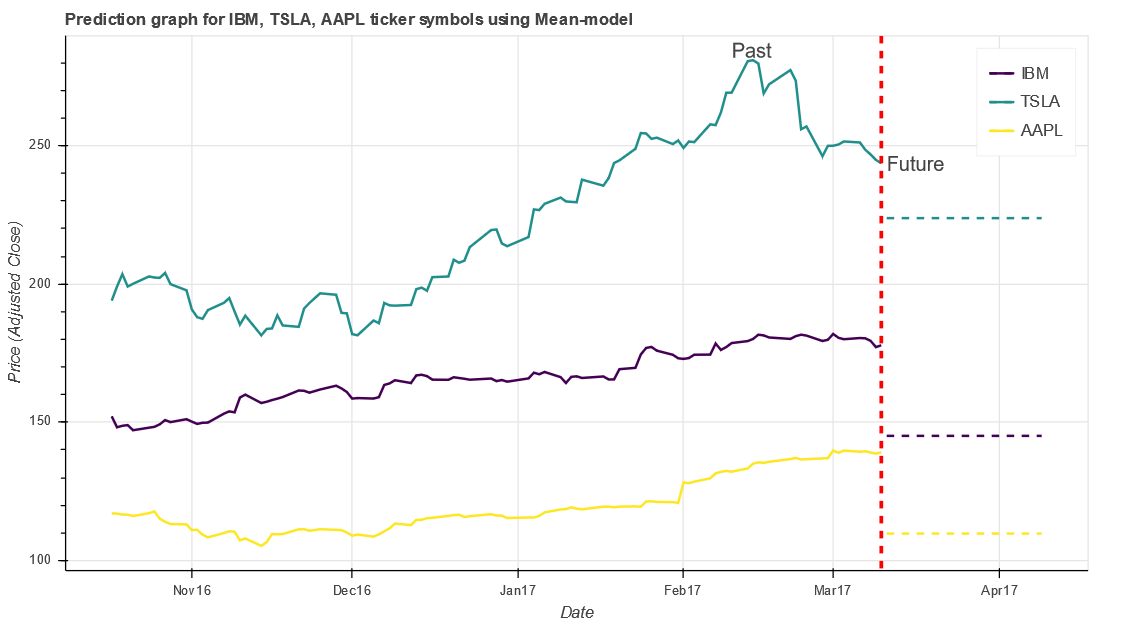 Prediction graph for IBM, TSLA, AAPL ticker symbols using Mean-model
Past
IBM
TSLA
AAPL
Future
Price (Adjusted Close)
250
200
150
100
Nov16
Dec16
Jan17
Feb17
Mar17
Apr17
Date